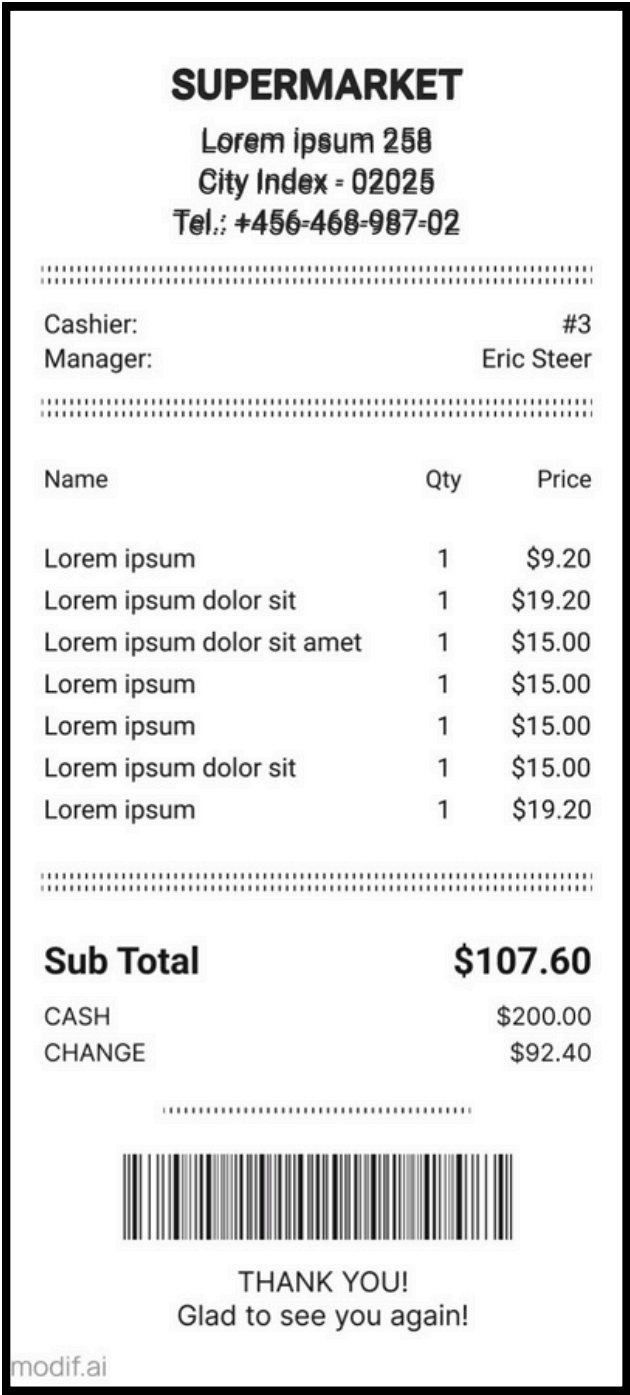 SUPERMARKET
Lorem ipsum 258
City Index - 02025
Tel.: +456-468-987-02
Cashier: #3
Manager: Eric Steer
Name Qty Price
Lorem ipsum 1 $9.20
Lorem ipsum dolor sit 1 $19.20
Lorem ipsum dolor sit amet 1 $15.00
Lorem ipsum 1 $15.00
Lorem ipsum 1 $15.00
Lorem ipsum dolor sit 1 $15.00
Lorem ipsum 1 $19.20
Sub Total $107.60
CASH $200.00
CHANGE $92.40
THANK YOU!
Glad to see you again!
modif.ai